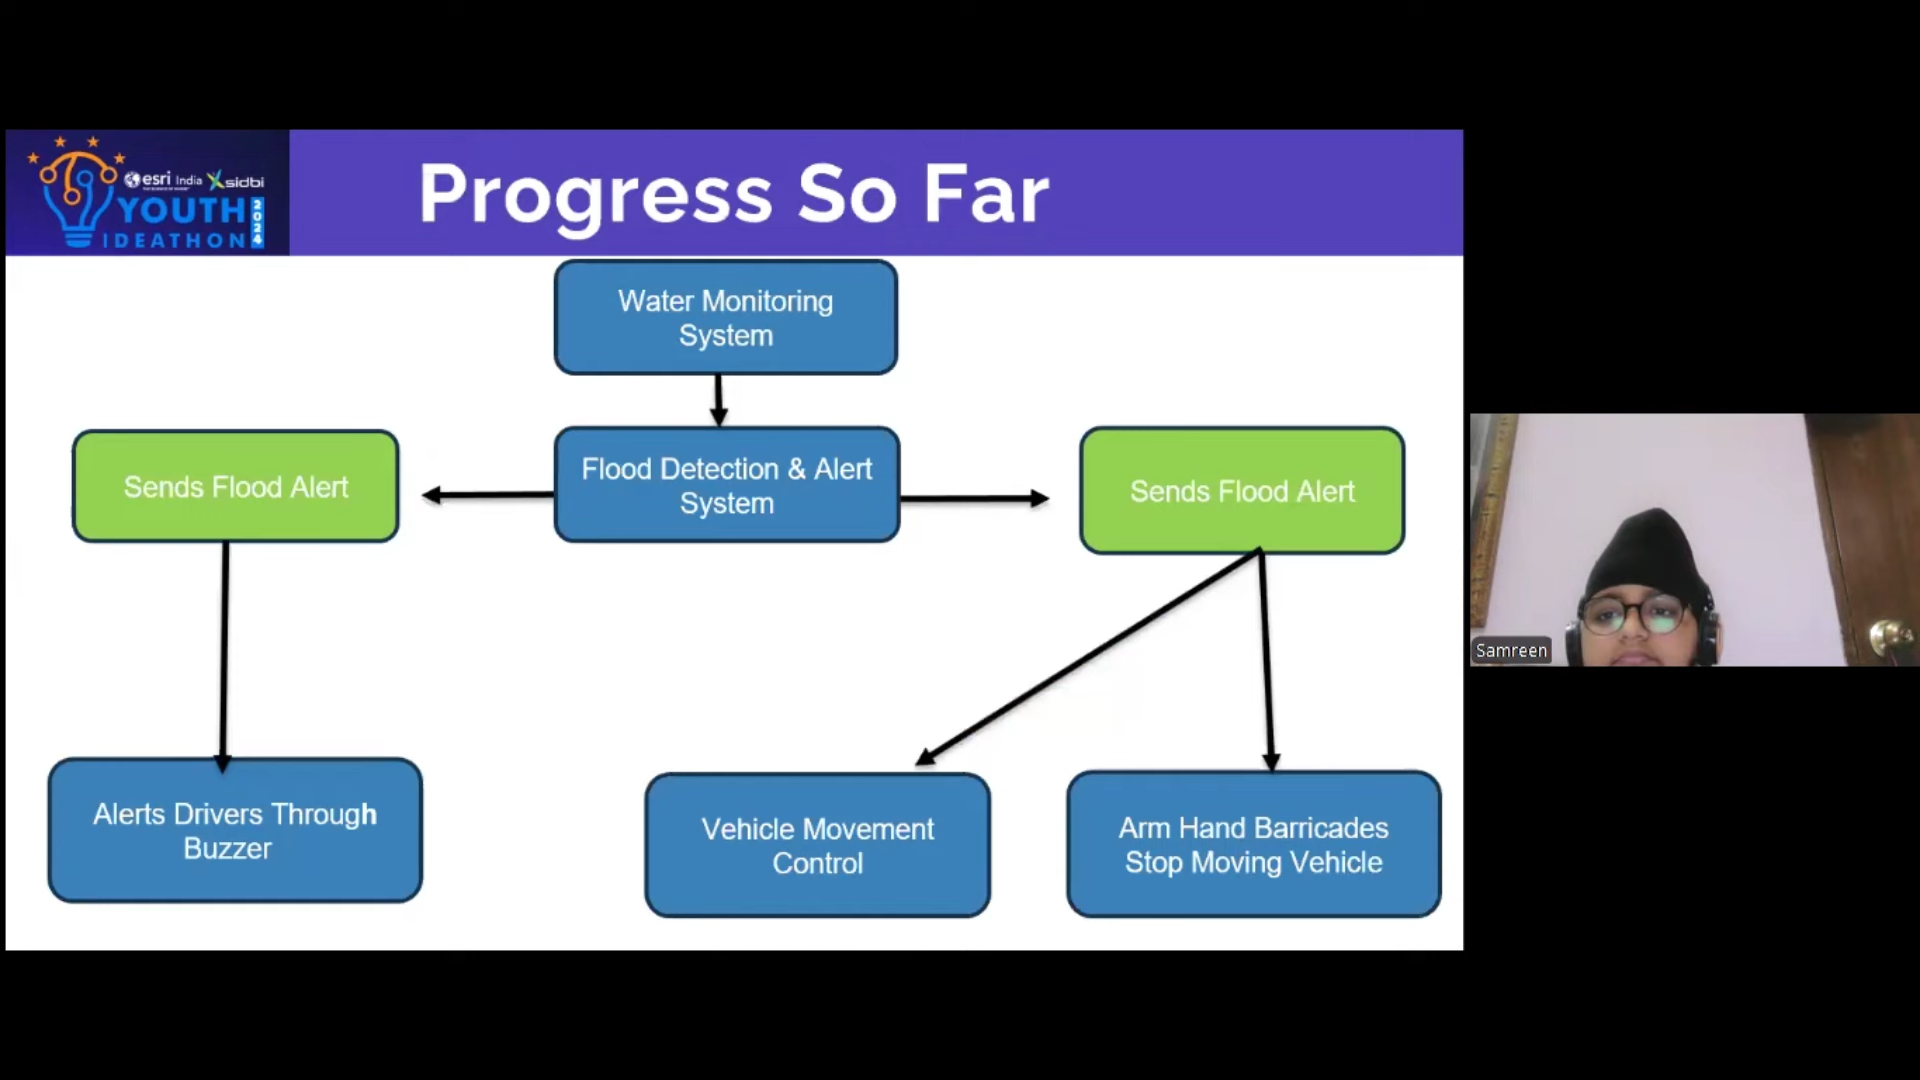 esri India sidbi
YOUTH
2024
IDEATHON
Progress So Far
Water Monitoring
System
Sends Flood Alert
Flood Detection & Alert
System
Sends Flood Alert
Alerts Drivers Through
Buzzer
Vehicle Movement
Control
Arm Hand Barricades
Stop Moving Vehicle
Samreen